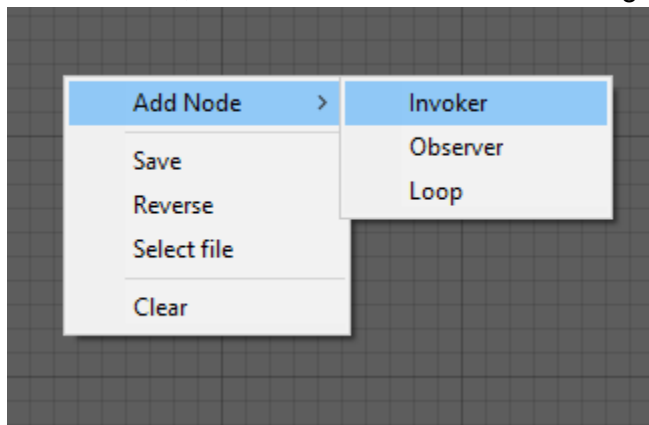 Add Node > Invoker
Observer
Save
Loop
Reverse
Select file
Clear